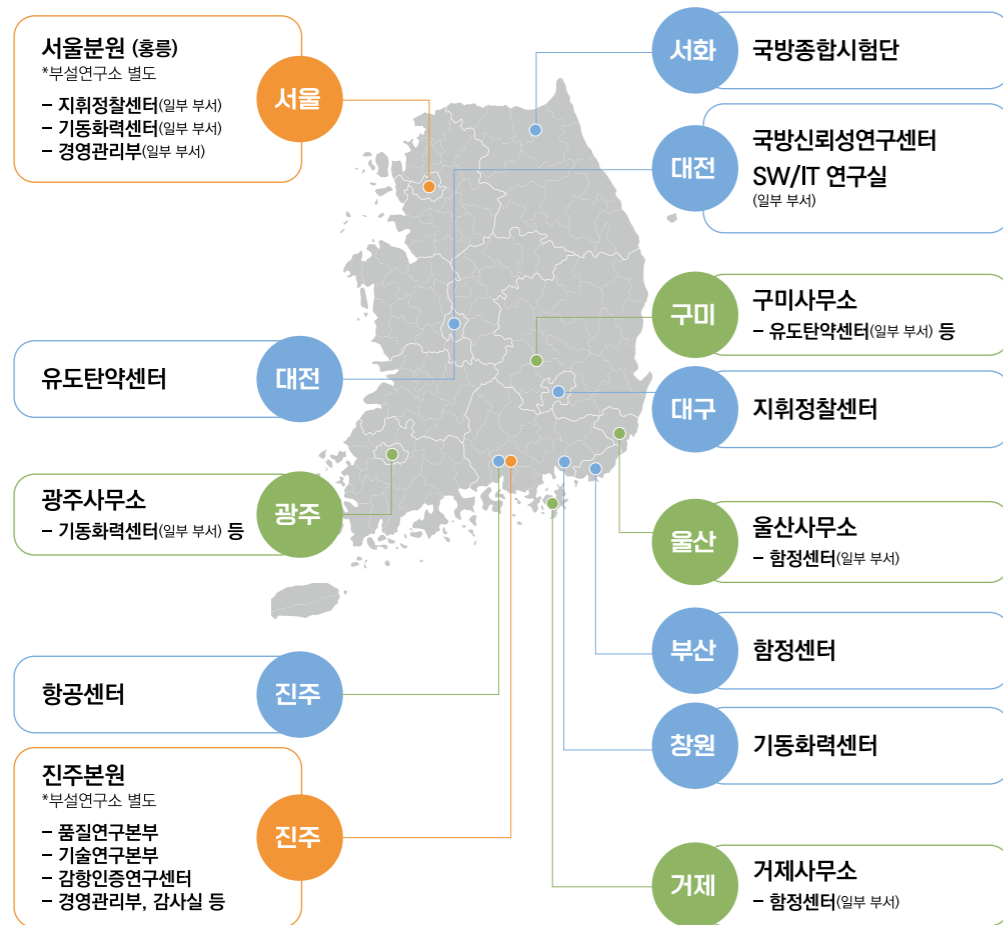 서울분원 (홍릉)
*부설연구소 별도
– 지휘정찰센터(일부 부서)
– 기동화력센터(일부 부서)
– 경영관리부(일부 부서)
서울
유도탄약센터
대전
광주사무소
– 기동화력센터(일부 부서) 등
광주
항공센터
진주
진주본원
*부설연구소 별도
– 품질연구본부
– 기술연구본부
– 감항인증연구센터
– 경영관리부, 감사실 등
진주
서화
국방종합시험단
대전
국방신뢰성연구센터
SW/IT 연구실
(일부 부서)
구미
구미사무소
– 유도탄약센터(일부 부서) 등
대구
지휘정찰센터
울산
울산사무소
– 함정센터(일부 부서)
부산
함정센터
창원
기동화력센터
거제
거제사무소
– 함정센터(일부 부서)